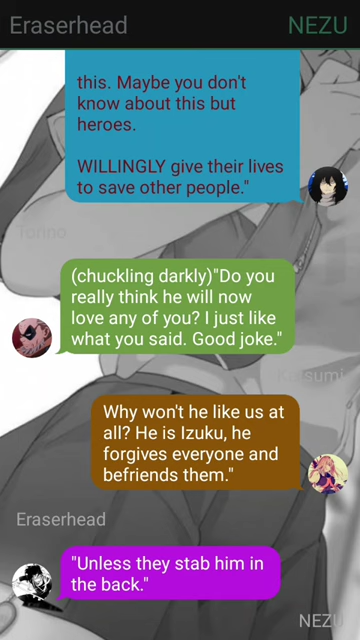 Eraserhead NEZU
this. Maybe you don't
know about this but
heroes.
WILLINGLY give their lives
to save other people."
Torino
(chuckling darkly)"Do you
really think he will now
love any of you? I just like
what you said. Good joke."
Katsumi
Why won't he like us at
all? He is Izuku, he
forgives everyone and
befriends them."
Eraserhead
"Unless they stab him in
the back."
NEZU